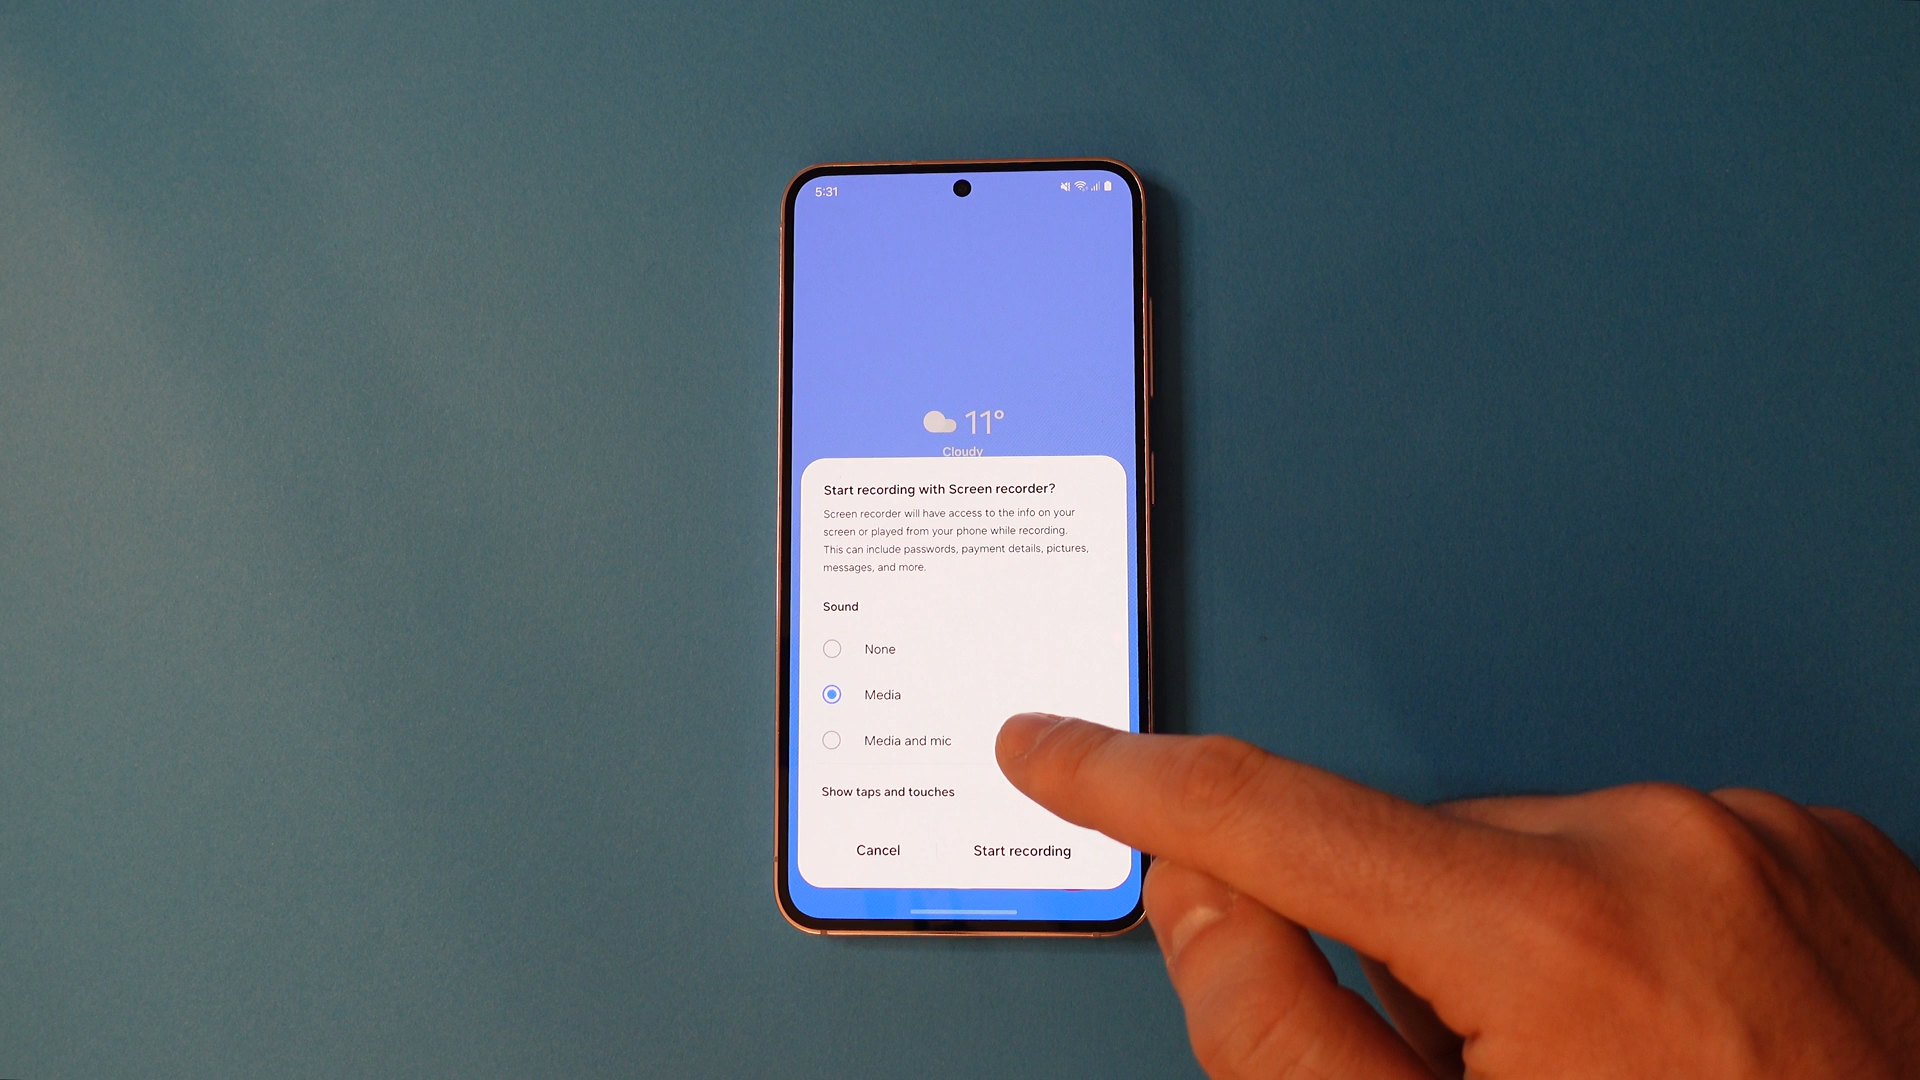 5:31
11°
Cloudy
Start recording with Screen recorder?
Screen recorder will have access to the info on your
screen or played from your phone while recording.
This can include passwords, payment details, pictures,
messages, and more.
Sound
None
Media
Media and mic
Show taps and touches
Cancel
Start recording